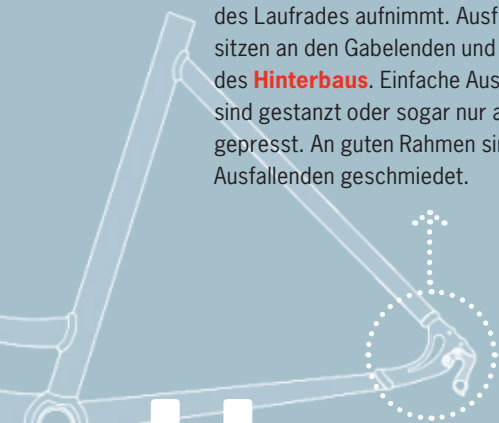 des Laufrades aufnimmt. Ausf
sitzen an den Gabelenden und
des Hinterbaus. Einfache Aus
sind gestanzt oder sogar nur a
gepresst. An guten Rahmen sin
Ausfallenden geschmiedet.